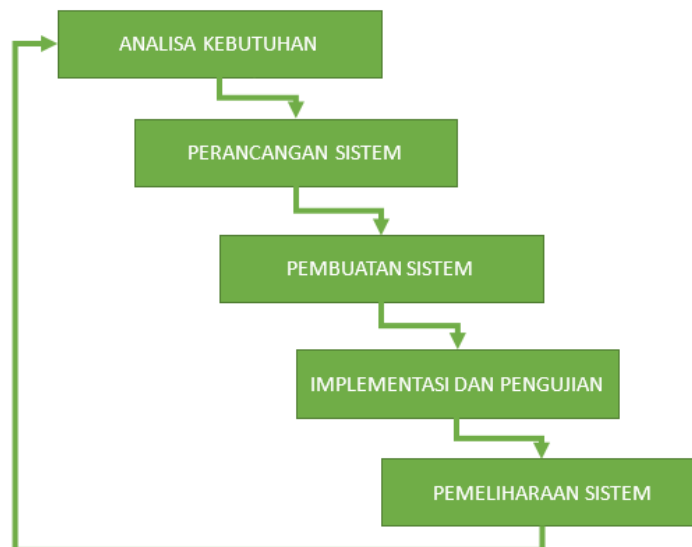 ANALISA KEBUTUHAN
PERANCANGAN SISTEM
PEMBUATAN SISTEM
IMPLEMENTASI DAN PENGUJIAN
PEMELIHARAAN SISTEM